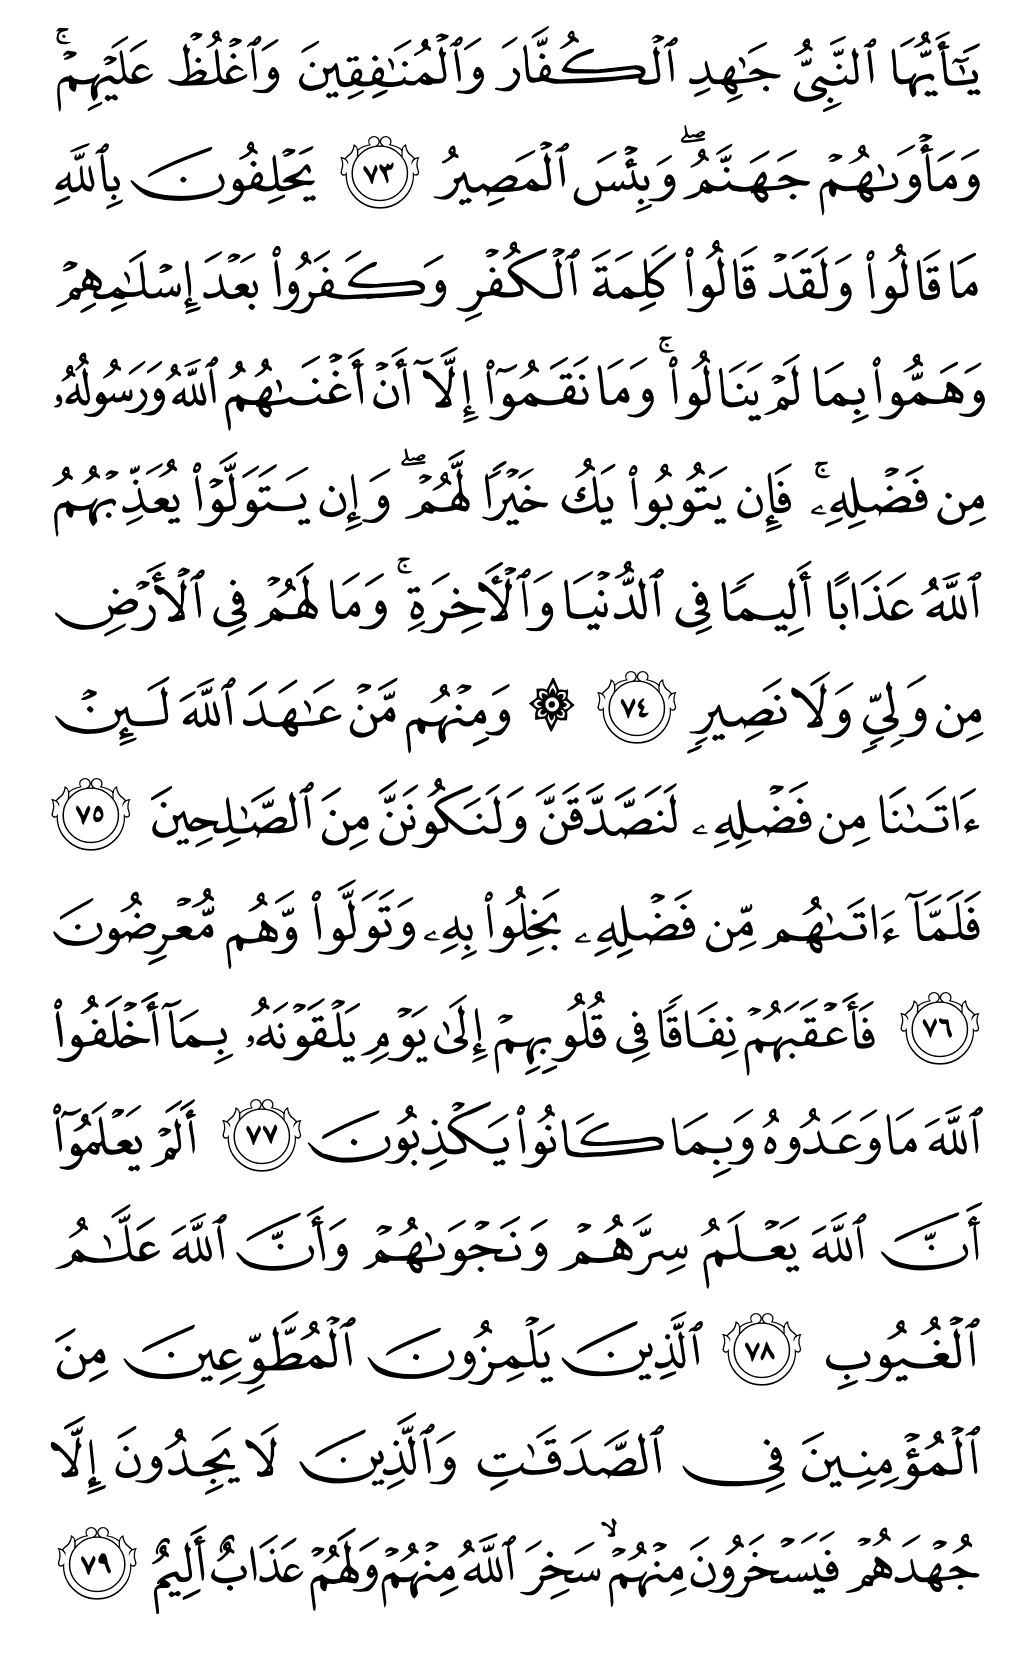 يَٰٓأَيُّهَا ٱلنَّبِىُّ جَٰهِدِ ٱلْكُفَّارَ وَٱلْمُنَٰفِقِينَ وَٱغْلُظْ عَلَيْهِمْ ۚ
وَمَأْوَىٰهُمْ جَهَنَّمُ ۖ وَبِئْسَ ٱلْمَصِيرُ ٧٣ يَحْلِفُونَ بِٱللَّهِ
مَا قَالُوا۟ وَلَقَدْ قَالُوا۟ كَلِمَةَ ٱلْكُفْرِ وَكَفَرُوا۟ بَعْدَ إِسْلَٰمِهِمْ
وَهَمُّوا۟ بِمَا لَمْ يَنَالُوا۟ ۚ وَمَا نَقَمُوٓا۟ إِلَّآ أَنْ أَغْنَىٰهُمُ ٱللَّهُ وَرَسُولُهُۥ
مِن فَضْلِهِۦ ۚ فَإِن يَتُوبُوا۟ يَكُ خَيْرًا لَّهُمْ ۖ وَإِن يَتَوَلَّوْا۟ يُعَذِّبْهُمُ
ٱللَّهُ عَذَابًا أَلِيمًا فِى ٱلدُّنْيَا وَٱلْأَخِرَةِ ۚ وَمَا لَهُمْ فِى ٱلْأَرْضِ
مِن وَلِىٍّ وَلَا نَصِيرٍ ٧٤ ۞ وَمِنْهُم مَّنْ عَٰهَدَ ٱللَّهَ لَئِنْ
ءَاتَىٰنَا مِن فَضْلِهِۦ لَنَصَّدَّقَنَّ وَلَنَكُونَنَّ مِنَ ٱلصَّٰلِحِينَ ٧٥
فَلَمَّآ ءَاتَىٰهُم مِّن فَضْلِهِۦ بَخِلُوا۟ بِهِۦ وَتَوَلَّوا۟ وَّهُم مُّعْرِضُونَ
٧٦ فَأَعْقَبَهُمْ نِفَاقًا فِى قُلُوبِهِمْ إِلَىٰ يَوْمِ يَلْقَوْنَهُۥ بِمَآ أَخْلَفُوا۟
ٱللَّهَ مَا وَعَدُوهُ وَبِمَا كَانُوا۟ يَكْذِبُونَ ٧٧ أَلَمْ يَعْلَمُوٓا۟
أَنَّ ٱللَّهَ يَعْلَمُ سِرَّهُمْ وَنَجْوَىٰهُمْ وَأَنَّ ٱللَّهَ عَلَّٰمُ
ٱلْغُيُوبِ ٧٨ ٱلَّذِينَ يَلْمِزُونَ ٱلْمُطَّوِّعِينَ مِنَ
ٱلْمُؤْمِنِينَ فِى ٱلصَّدَقَٰتِ وَٱلَّذِينَ لَا يَجِدُونَ إِلَّا
جُهْدَهُمْ فَيَسْخَرُونَ مِنْهُمْ ۙ سَخِرَ ٱللَّهُ مِنْهُمْ وَلَهُمْ عَذَابٌ أَلِيمٌ ٧٩